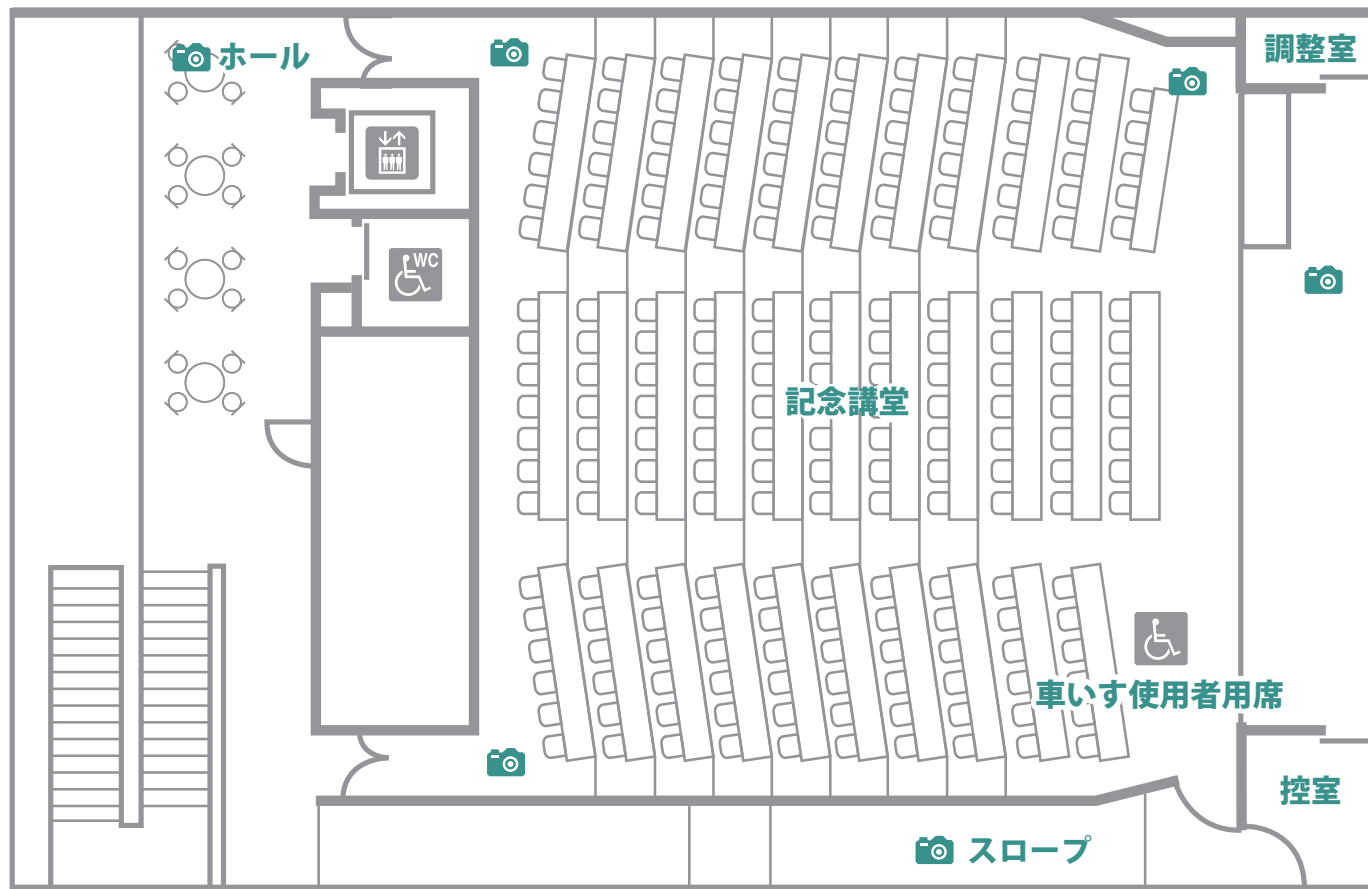 ホール
調整室
WC
記念講堂
車いす使用者用席
控室
スロープ